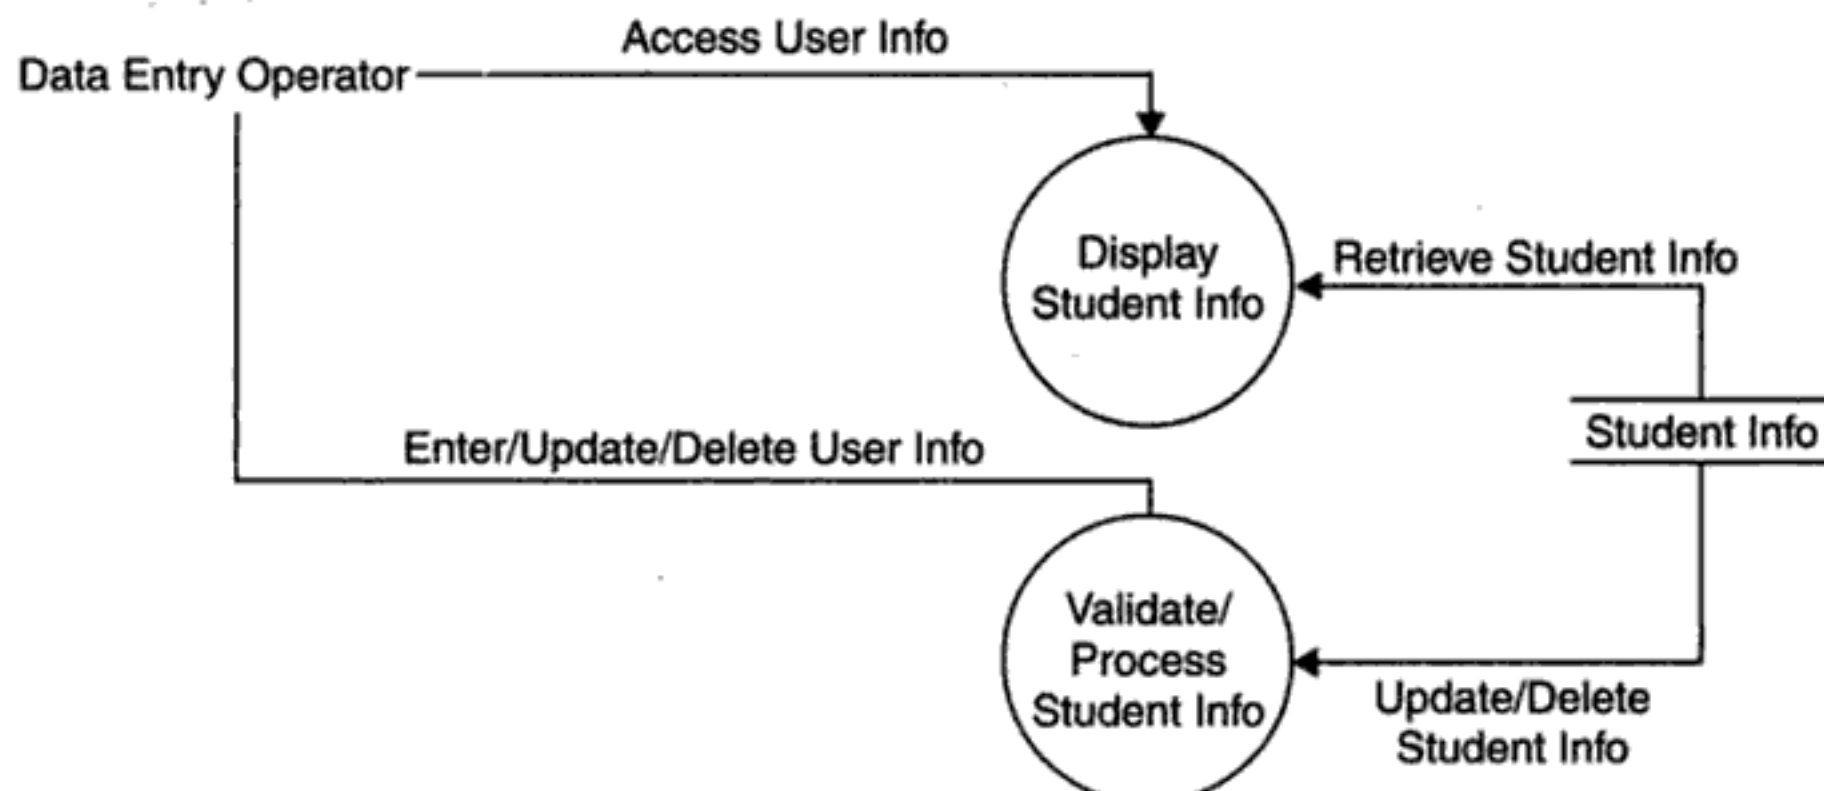 Access User Info
Data Entry Operator
Display
Student Info
Retrieve Student Info
Student Info
Enter/Update/Delete User Info
Validate/
Process
Student Info
Update/Delete
Student Info